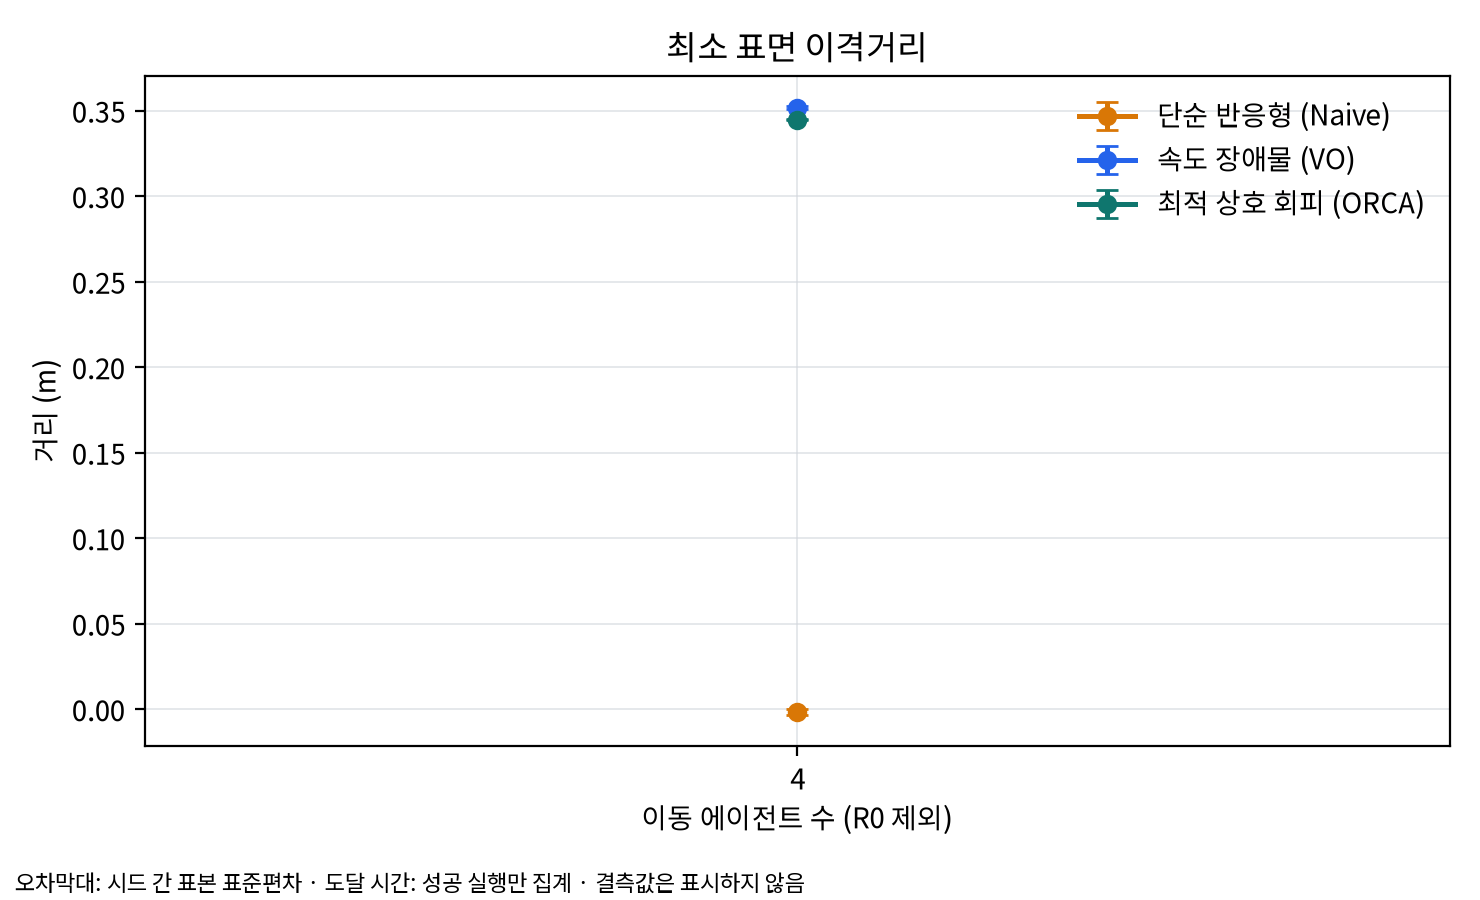 최소 표면 이격거리
0.35
0.30
0.25
0.20
0.15
0.10
0.05
0.00
거리 (m)
단순 반응형 (Naive)
속도 장애물 (VO)
최적 상호 회피 (ORCA)
4
이동 에이전트 수 (R0 제외)
오차막대: 시드 간 표본 표준편차 · 도달 시간: 성공 실행만 집계 · 결측값은 표시하지 않음